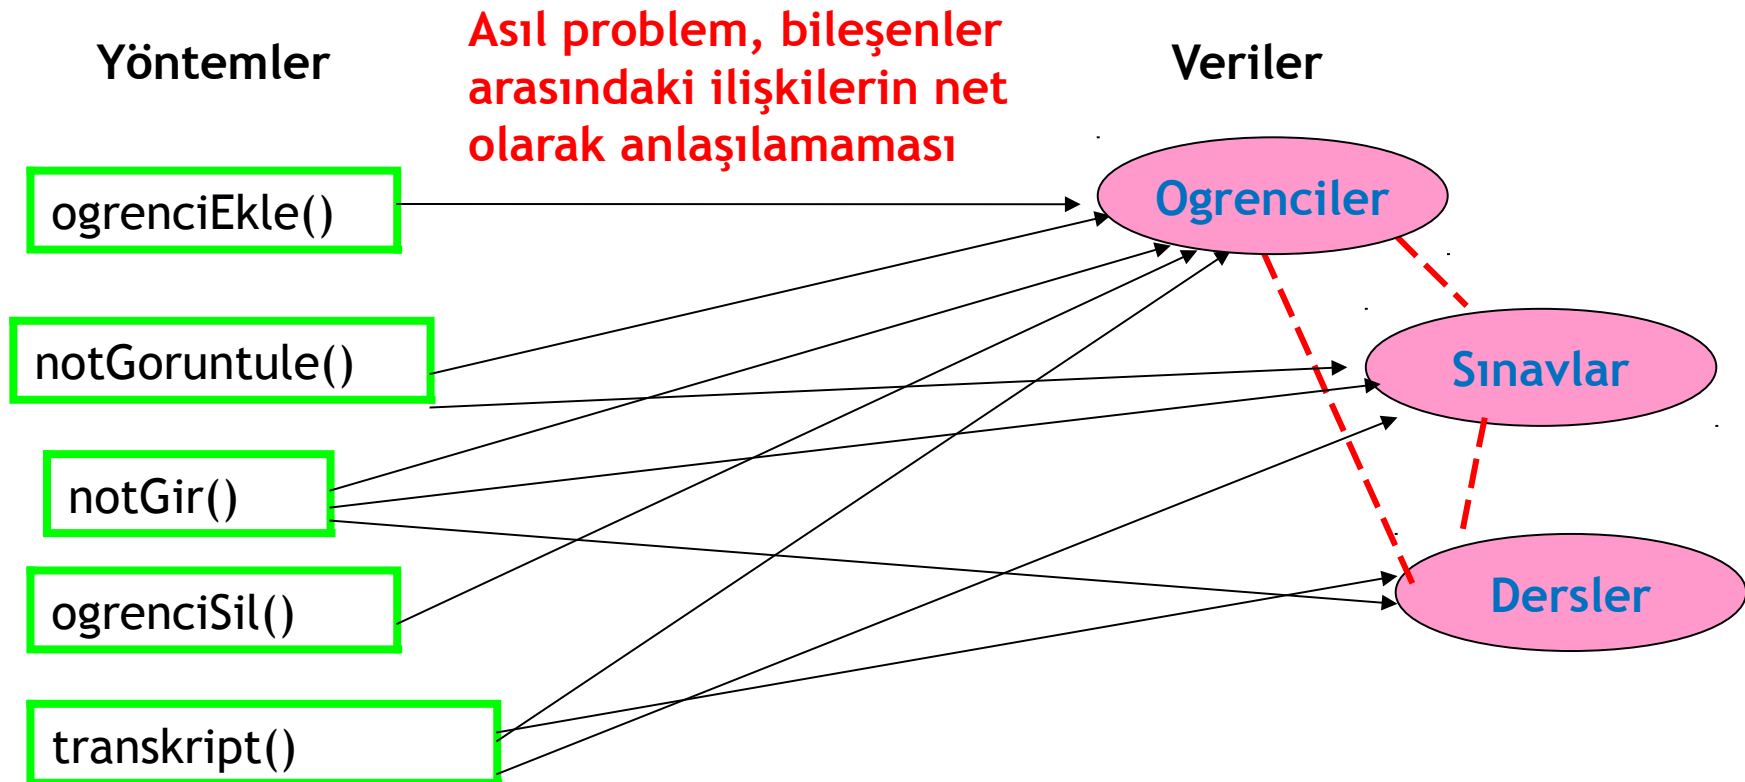 Yöntemler
Asıl problem, bileşenler
arasındaki ilişkilerin net
olarak anlaşılamaması
Veriler
ogrenciEkle()
Ogrenciler
notGoruntule()
Sınavlar
notGir()
ogrenciSil()
Dersler
transkript()